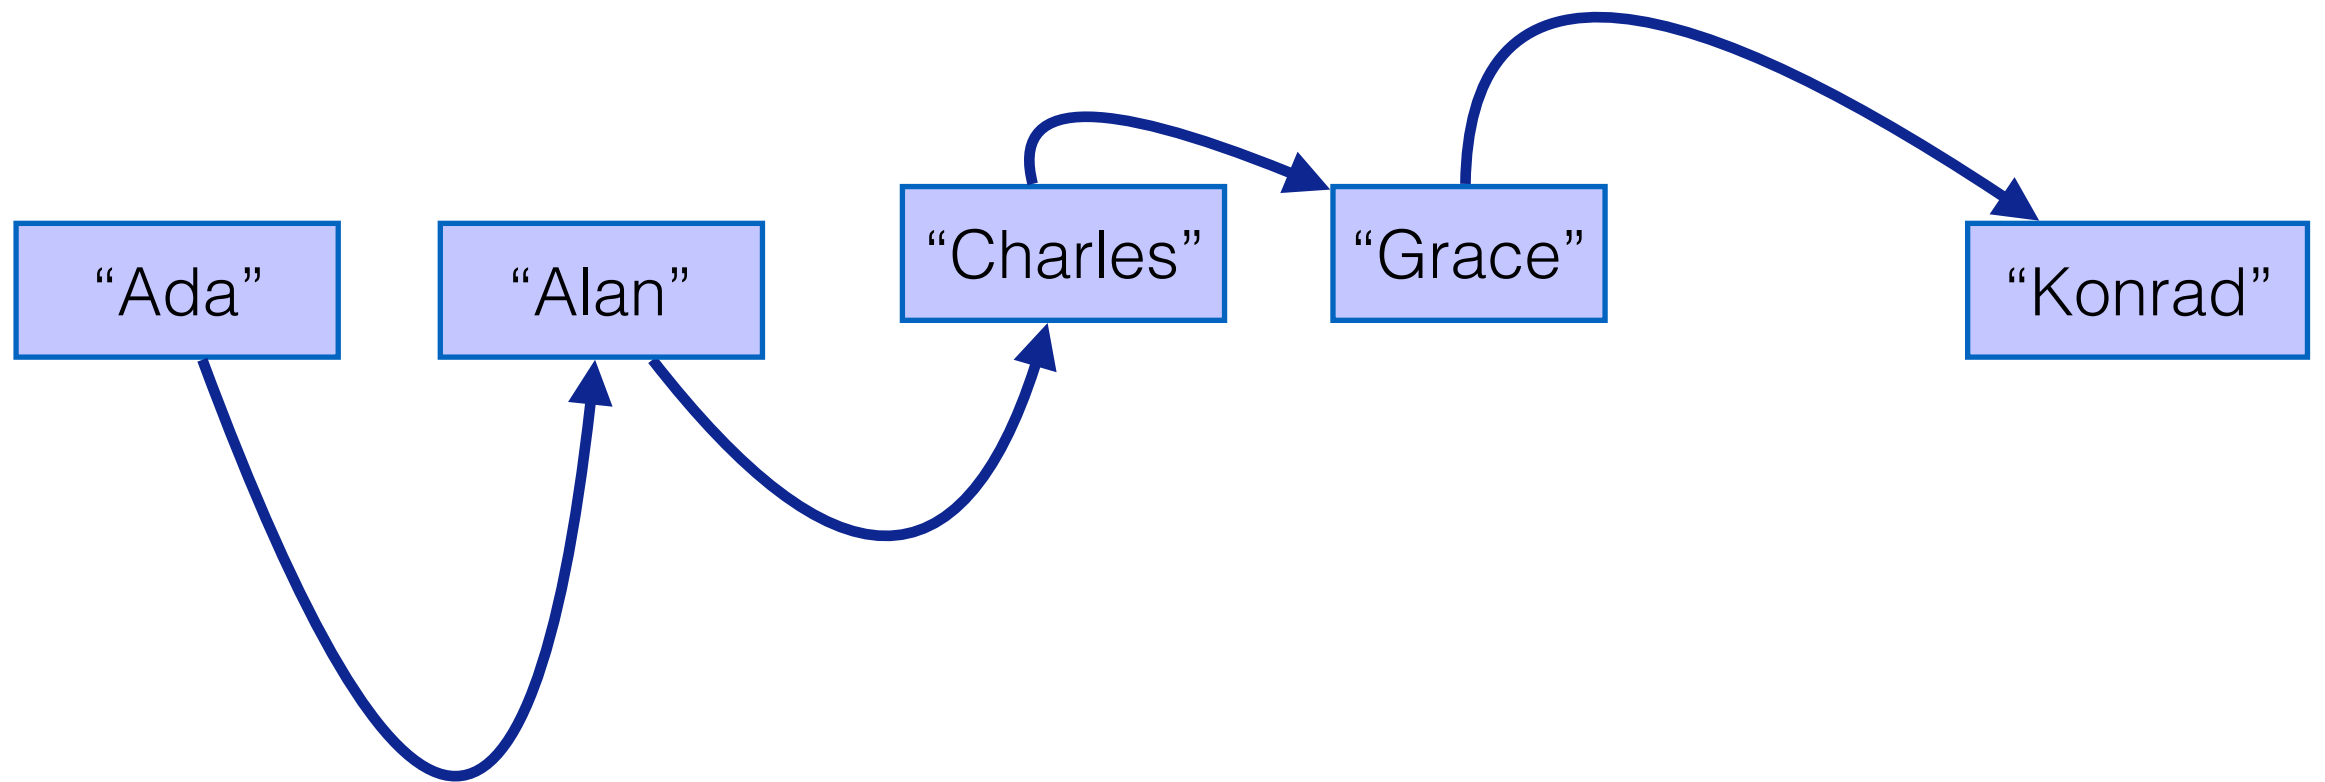 “Ada”
“Alan”
“Charles”
“Grace”
“Konrad”